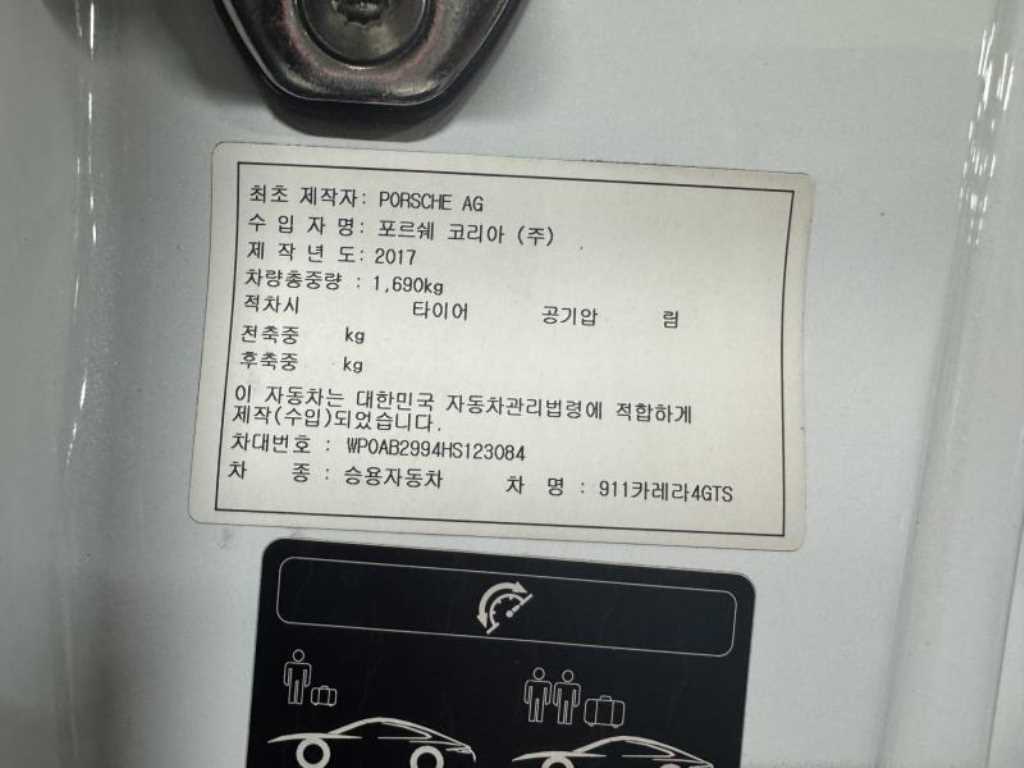 최초 제작자: PORSCHE AG
수 입 자 명: 포르쉐 코리아 (주)
제 작 년 도: 2017
차량총중량 : 1,690kg
적차시 타이어 공기압 림
전축중 kg
후축중 kg
이 자동차는 대한민국 자동차관리법령에 적합하게
제작(수입)되었습니다.
차대번호 : WP0AB2994HS123084
차 종 : 승용자동차 차 명 : 911카레라4GTS